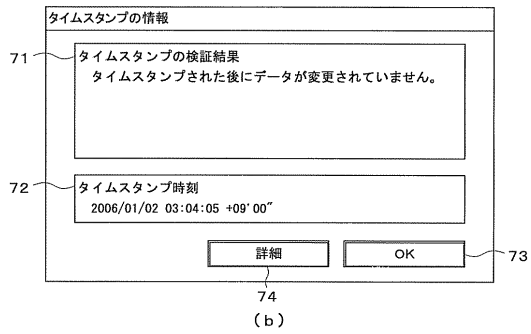 タイムスタンプの情報
71
タイムスタンプの検証結果
タイムスタンプされた後にデータが変更されていません。
72
タイムスタンプ時刻
2006/01/02 03:04:05 +09'00"
詳細
OK
73
74
(b)